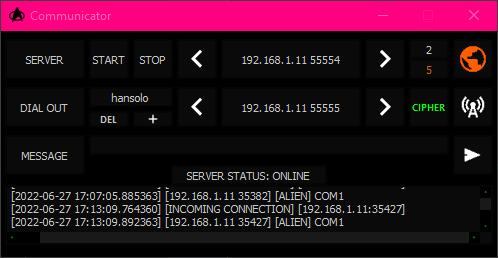 Communicator
SERVER START STOP 192.168.1.11 55554 2
5
DIAL OUT hansolo 192.168.1.11 55555 CIPHER
DEL +
MESSAGE
SERVER STATUS: ONLINE
[2022-06-27 17:07:05.885363] [192.168.1.11 35382] [ALIEN] COM1
[2022-06-27 17:13:09.764360] [INCOMING CONNECTION] [192.168.1.11:35427]
[2022-06-27 17:13:09.892363] [192.168.1.11 35427] [ALIEN] COM1